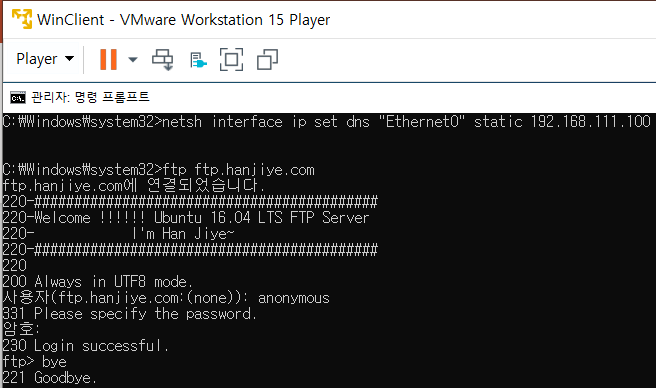 WinClient - VMware Workstation 15 Player
Player
관리자: 명령 프롬프트
C:₩Windows₩system32>netsh interface ip set dns "Ethernet0" static 192.168.111.100
C:₩Windows₩system32>ftp ftp.hanjiye.com
ftp.hanjiye.com에 연결되었습니다.
220-###########################################
220-Welcome !!!!!! Ubuntu 16.04 LTS FTP Server
220-           I'm Han Jiye~
220-###########################################
220
200 Always in UTF8 mode.
사용자(ftp.hanjiye.com:(none)): anonymous
331 Please specify the password.
암호:
230 Login successful.
ftp> bye
221 Goodbye.